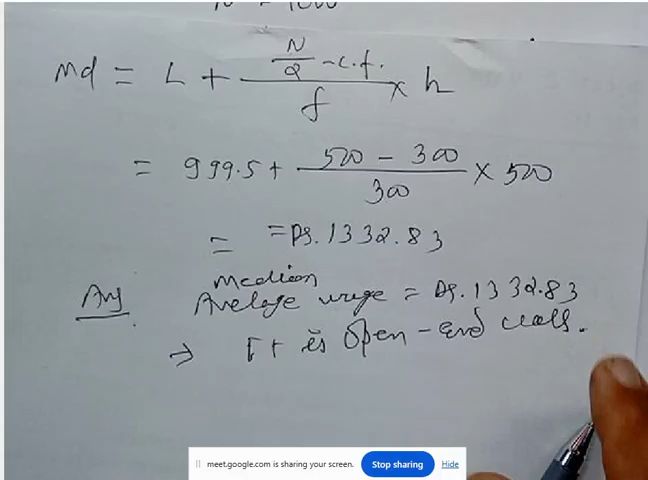 N = 1000
Md = L + (N/2 - c.f.)/f × h
= 999.5 + (500 - 300)/300 × 500
= = Rs. 1332.83
Ans Median
Average wage = Rs. 1332.83
⇒ It is open-end class.
meet.google.com is sharing your screen. Stop sharing Hide